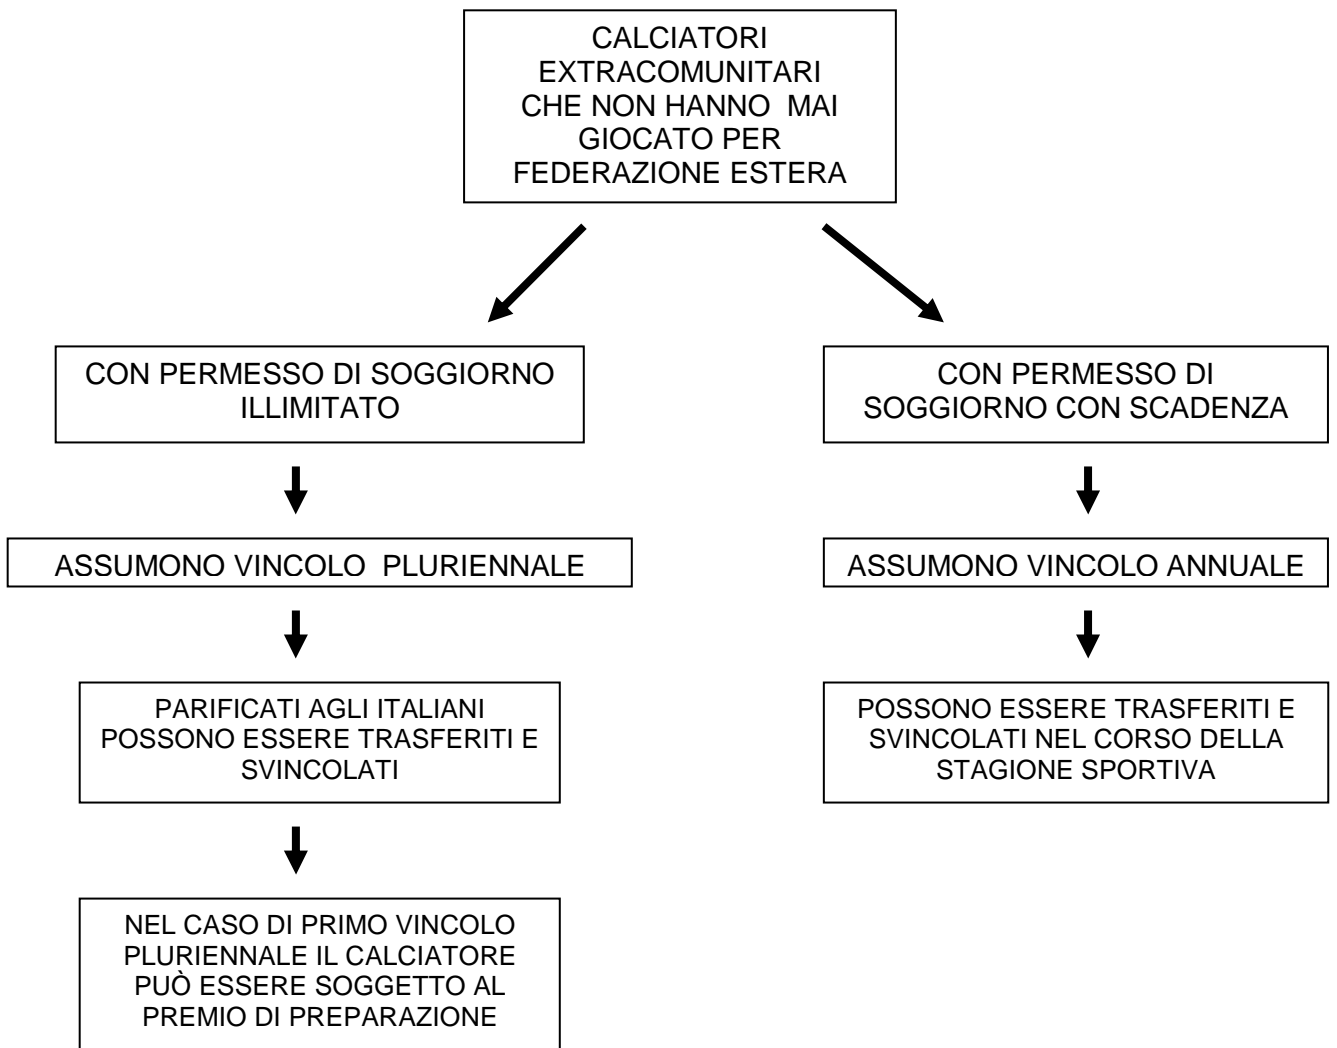 CALCIATORI
EXTRACOMUNITARI
CHE NON HANNO MAI
GIOCATO PER
FEDERAZIONE ESTERA
CON PERMESSO DI SOGGIORNO
ILLIMITATO
CON PERMESSO DI
SOGGIORNO CON SCADENZA
ASSUMONO VINCOLO PLURIENNALE
ASSUMONO VINCOLO ANNUALE
PARIFICATI AGLI ITALIANI
POSSONO ESSERE TRASFERITI E
SVINCOLATI
POSSONO ESSERE TRASFERITI E
SVINCOLATI NEL CORSO DELLA
STAGIONE SPORTIVA
NEL CASO DI PRIMO VINCOLO
PLURIENNALE IL CALCIATORE
PUÒ ESSERE SOGGETTO AL
PREMIO DI PREPARAZIONE